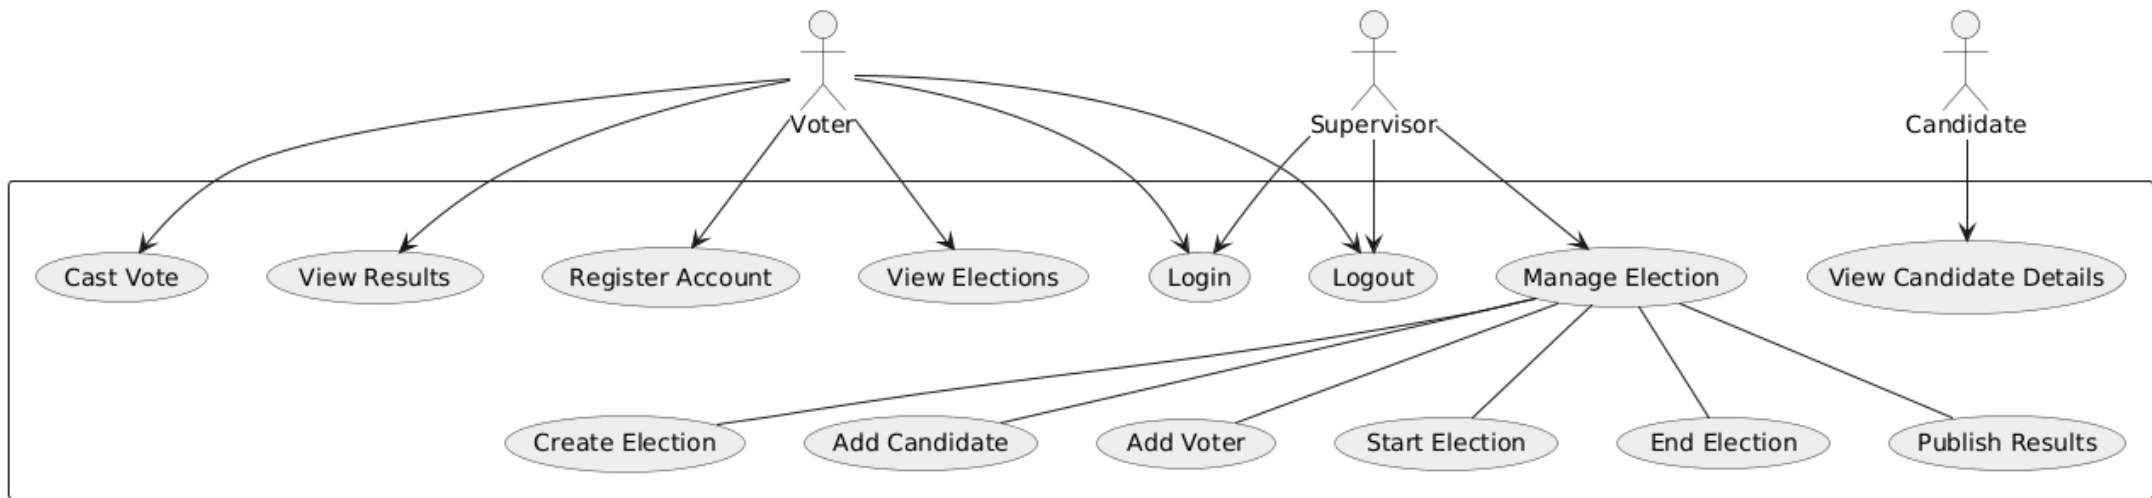 Voter
Supervisor
Candidate
Cast Vote
View Results
Register Account
View Elections
Login
Logout
Manage Election
View Candidate Details
Create Election
Add Candidate
Add Voter
Start Election
End Election
Publish Results